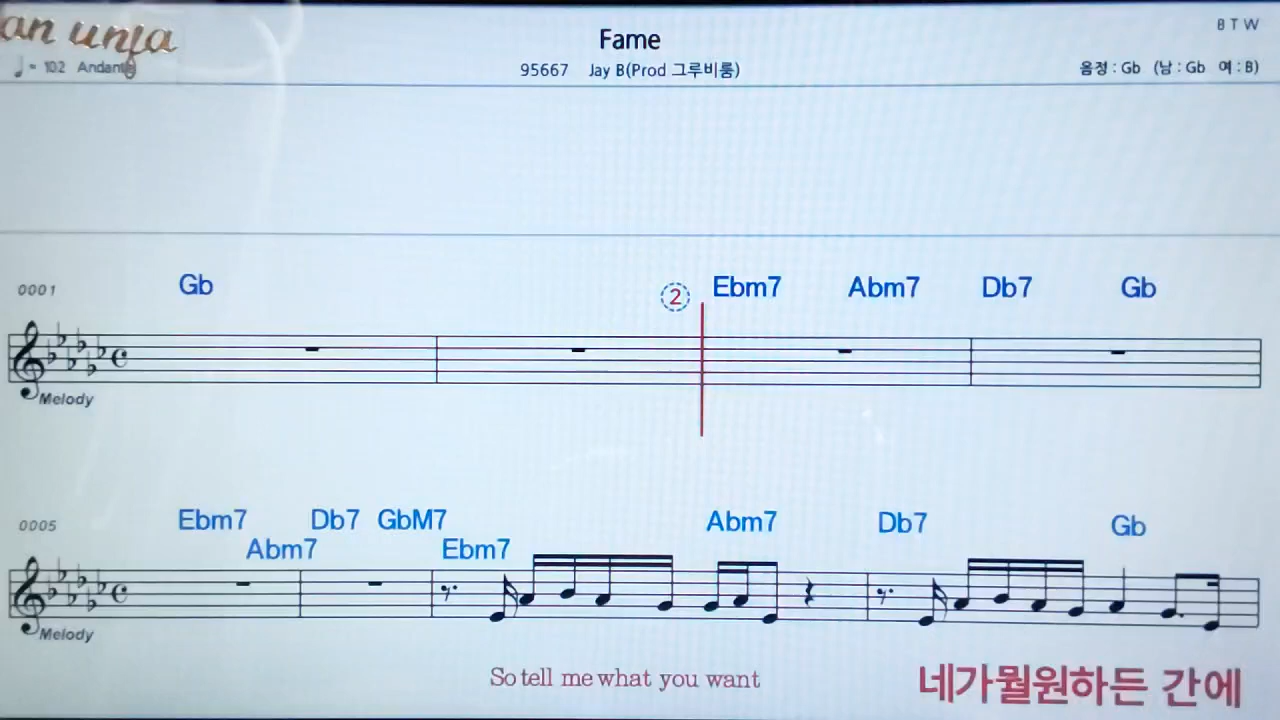 an unja
Fame
BTW
♩= 102 Andante
95667 Jay B(Prod 그루비룸)
음정 : Gb (남 : Gb 여 : B)
0001 Gb ② Ebm7 Abm7 Db7 Gb
Melody
0005 Ebm7 Abm7 Db7 GbM7 Ebm7 Abm7 Db7 Gb
Melody
So tell me what you want 네가뭘원하든 간에